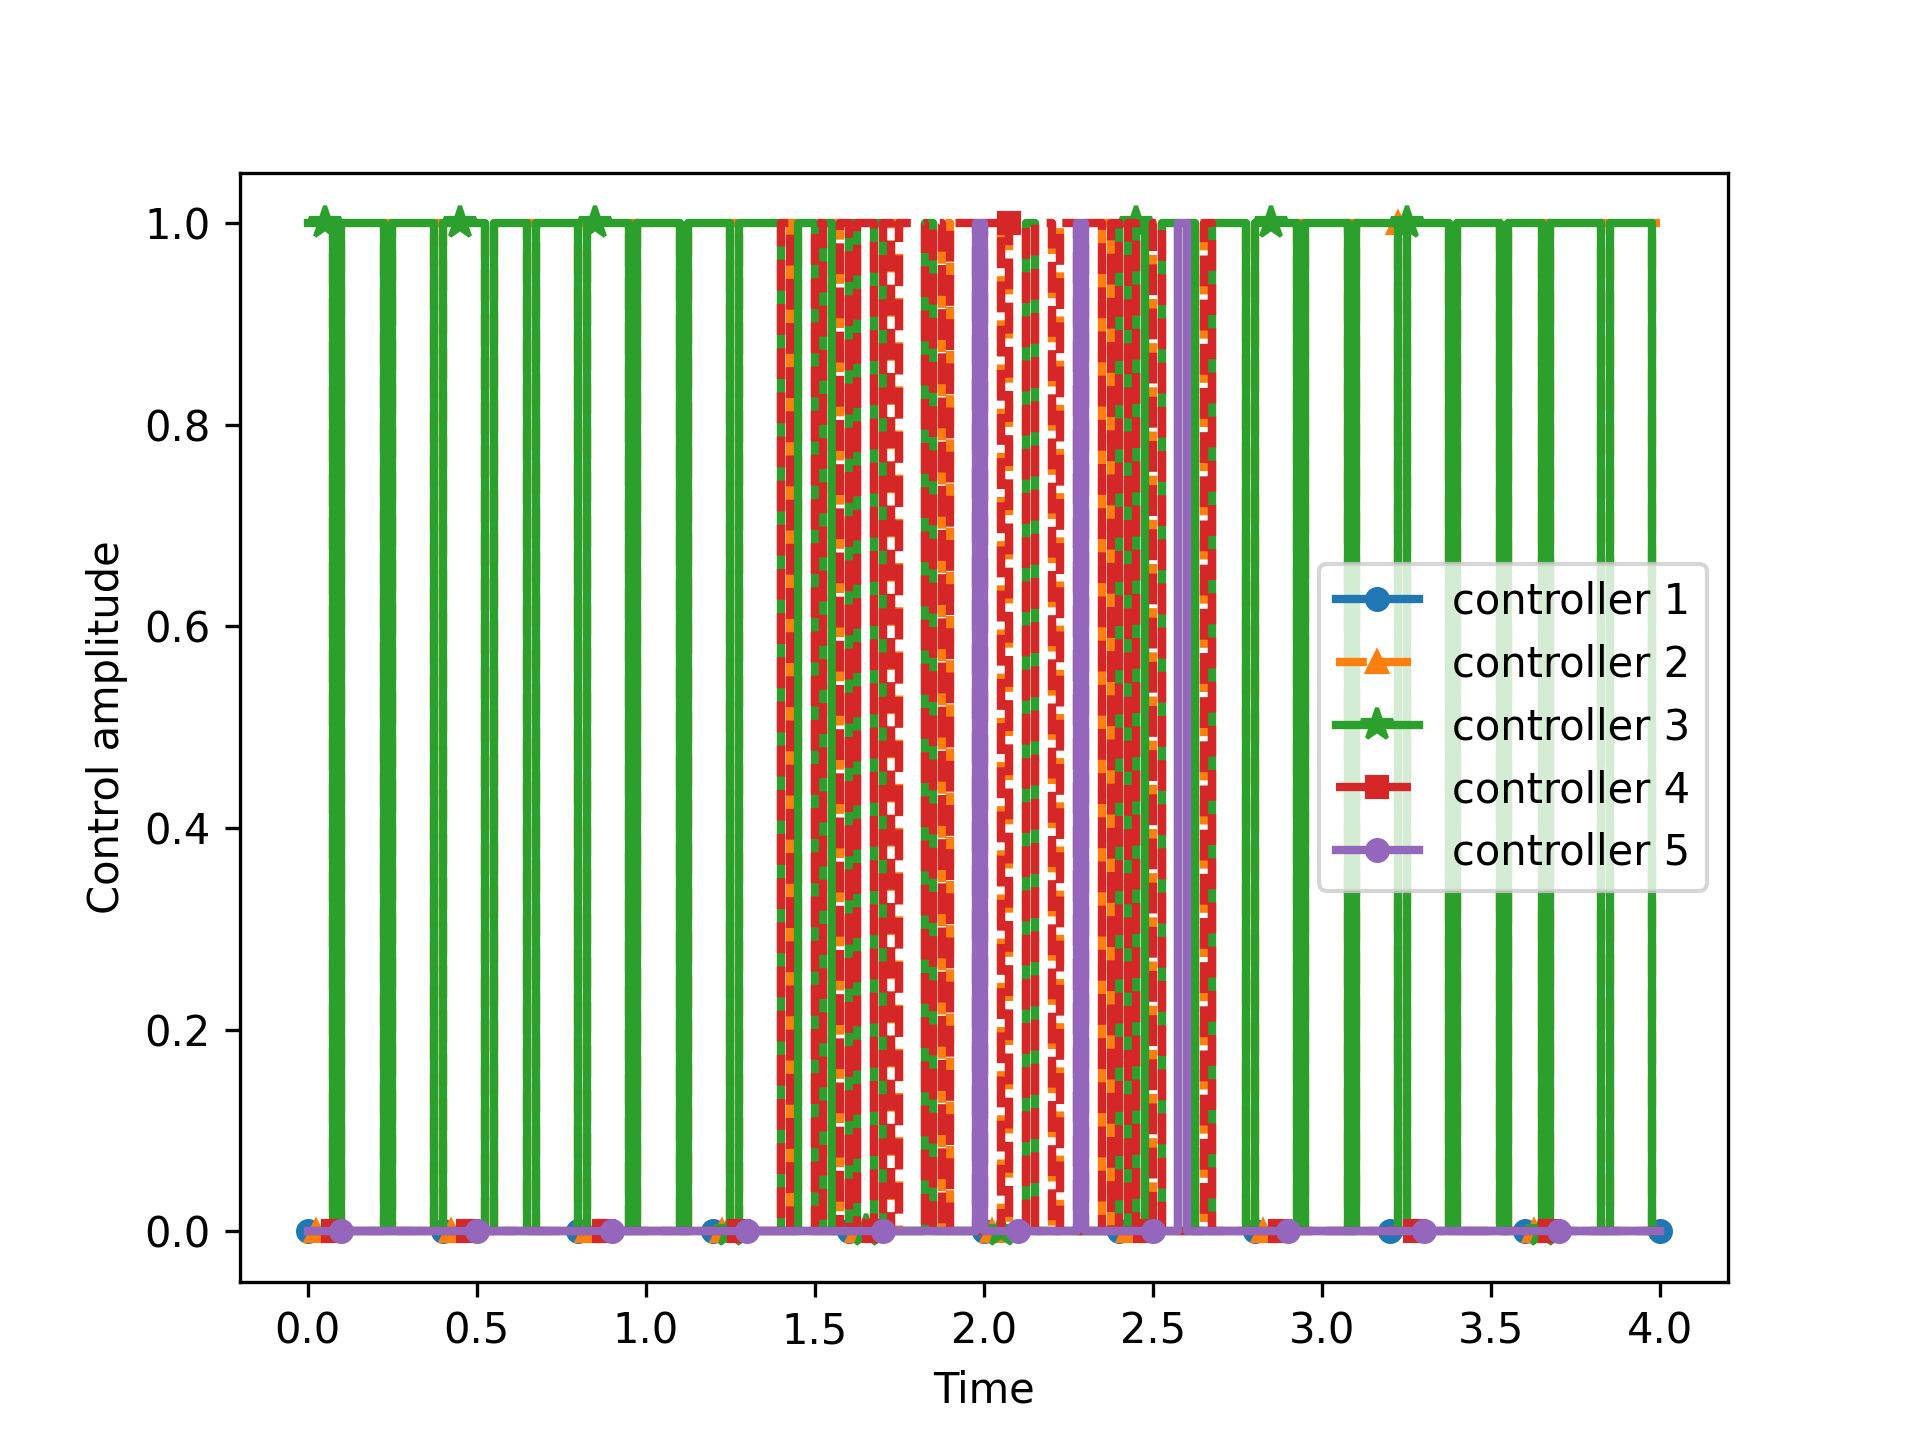 1.0
0.8
0.6
0.4
0.2
0.0
Control amplitude
controller 1
controller 2
controller 3
controller 4
controller 5
0.0 0.5 1.0 1.5 2.0 2.5 3.0 3.5 4.0
Time